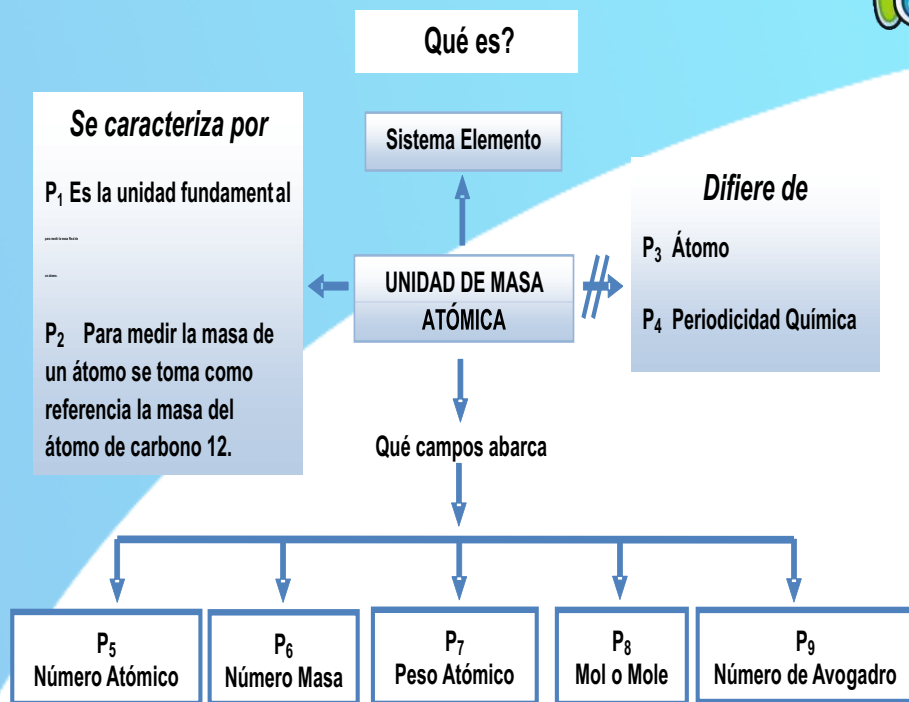 Qué es?
Sistema Elemento
Se caracteriza por
P₁ Es la unidad fundamental
P₂ Para medir la masa de
un átomo se toma como
referencia la masa del
átomo de carbono 12.
UNIDAD DE MASA
ATÓMICA
Difiere de
P₃ Átomo
P₄ Periodicidad Química
Qué campos abarca
P₅
Número Atómico
P₆
Número Masa
P₇
Peso Atómico
P₈
Mol o Mole
P₉
Número de Avogadro